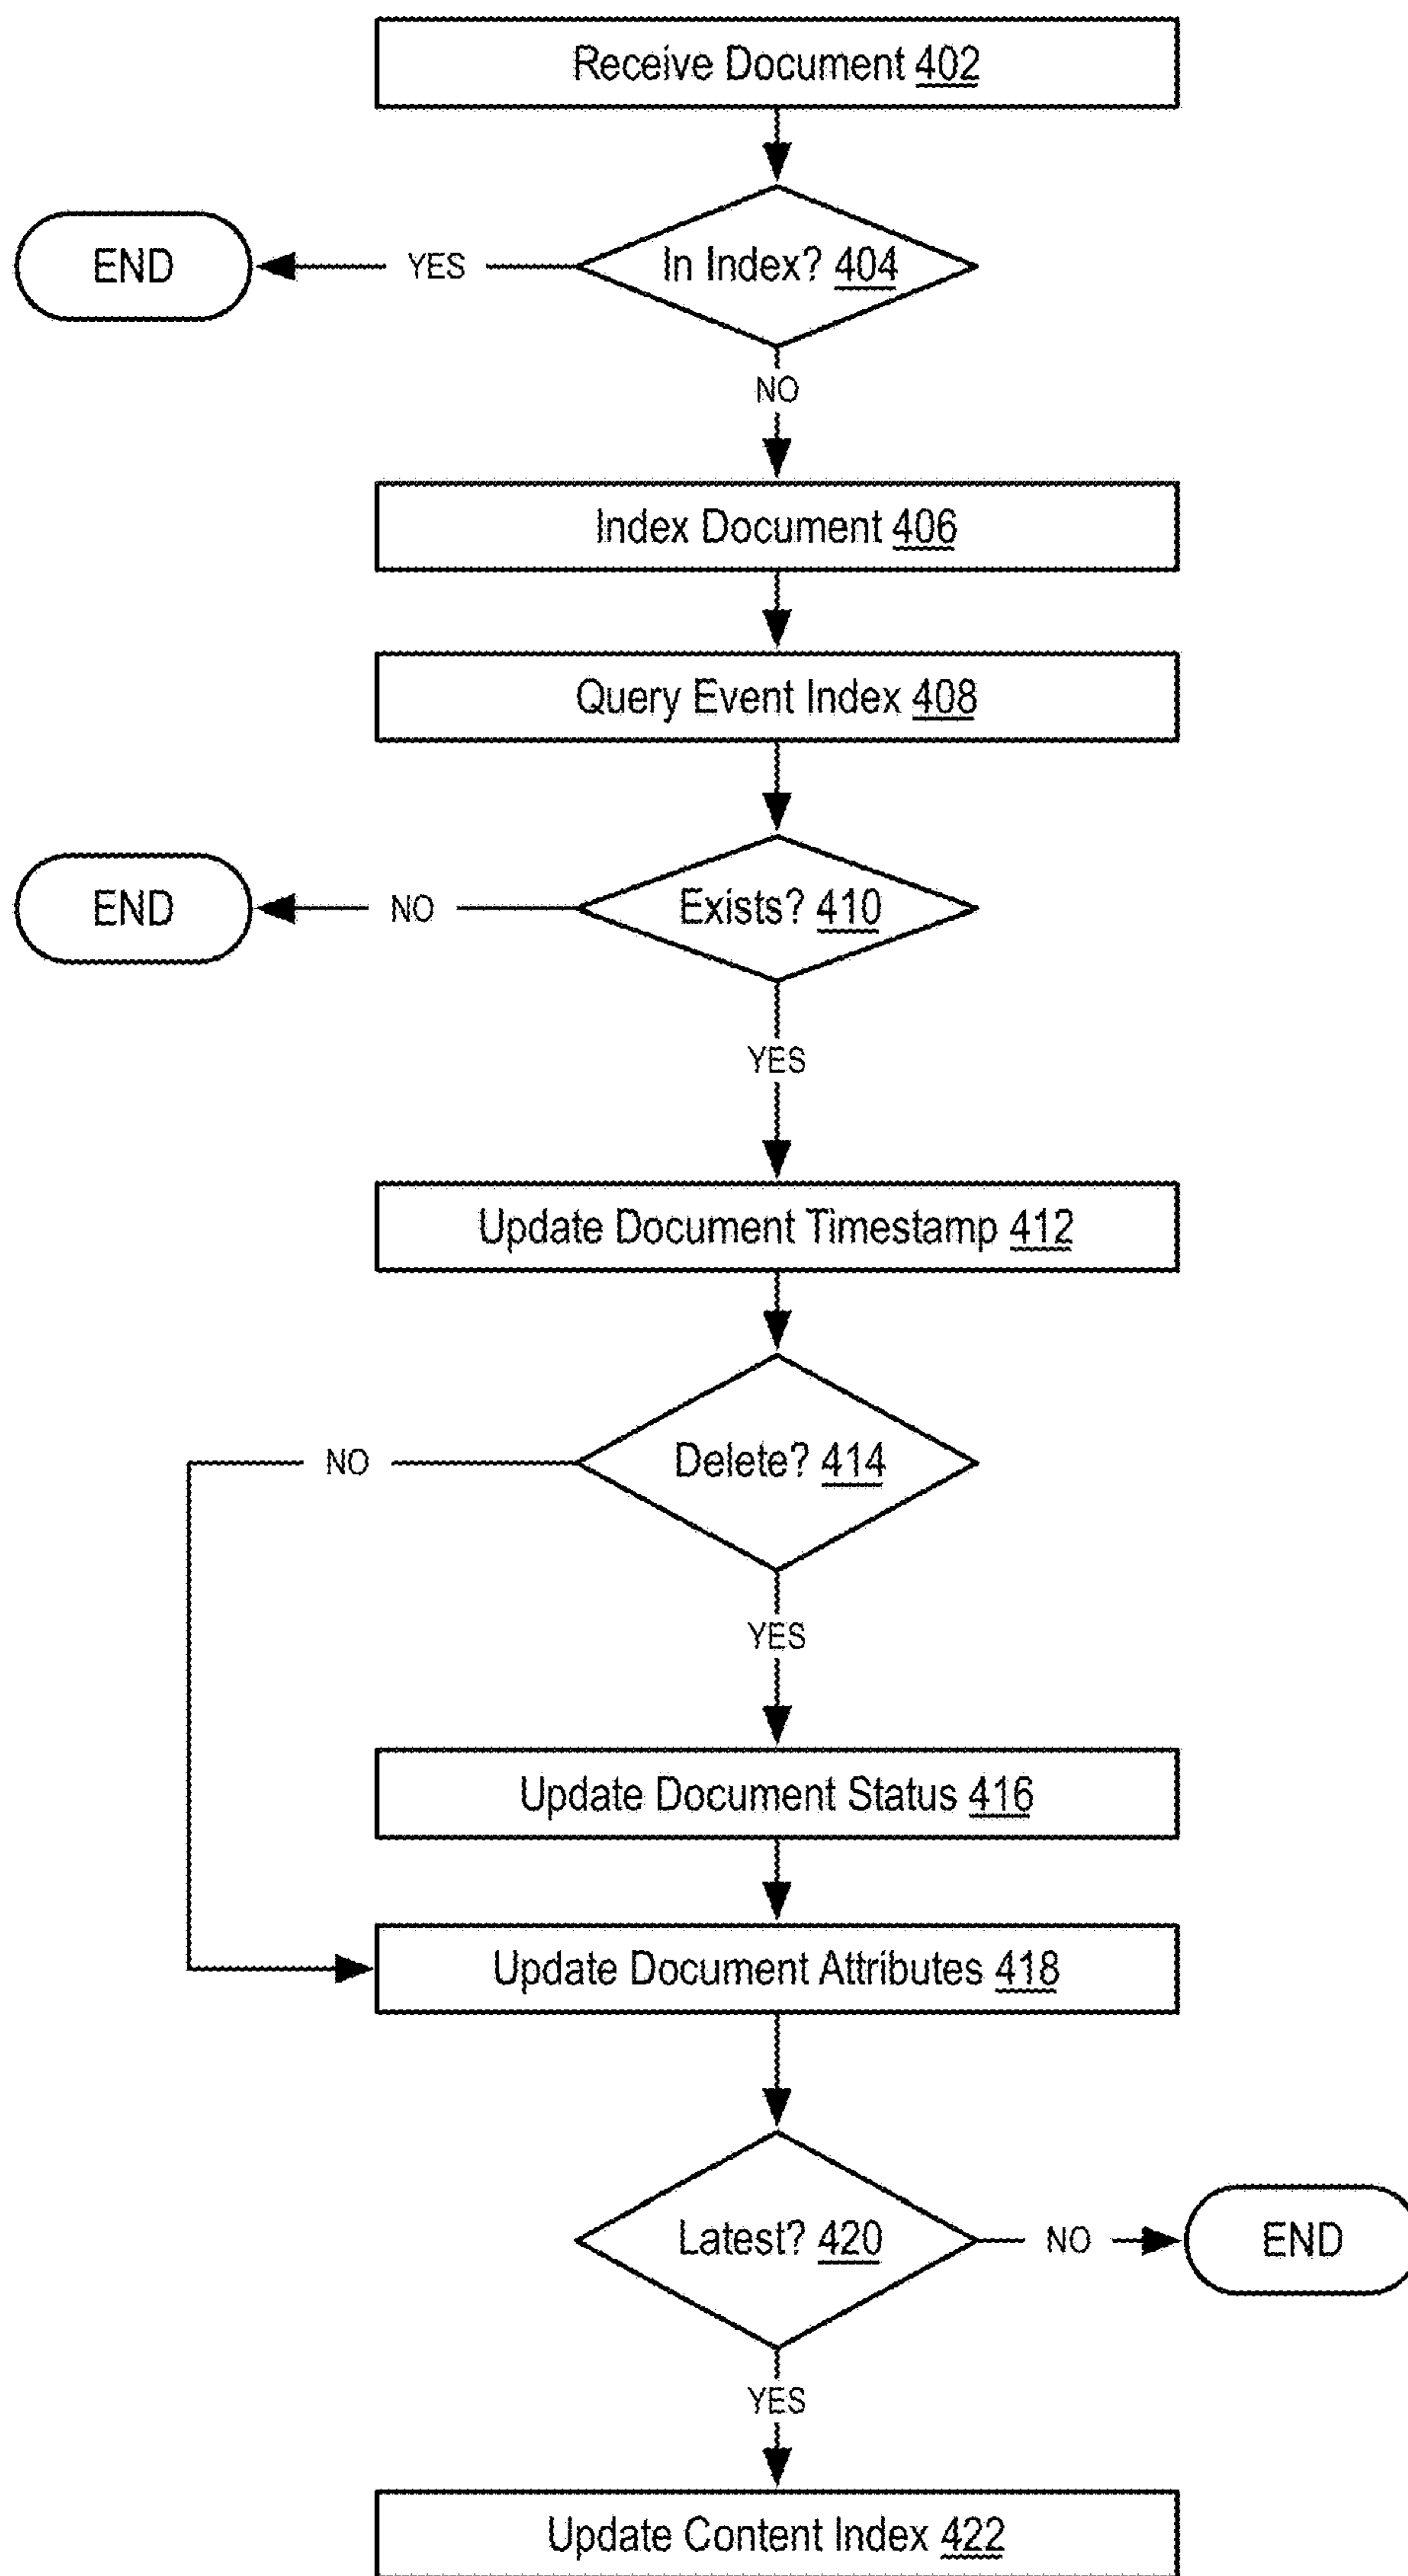 Receive Document 402
END
YES
In Index? 404
NO
Index Document 406
Query Event Index 408
END
NO
Exists? 410
YES
Update Document Timestamp 412
NO
Delete? 414
YES
Update Document Status 416
Update Document Attributes 418
Latest? 420
NO
END
YES
Update Content Index 422